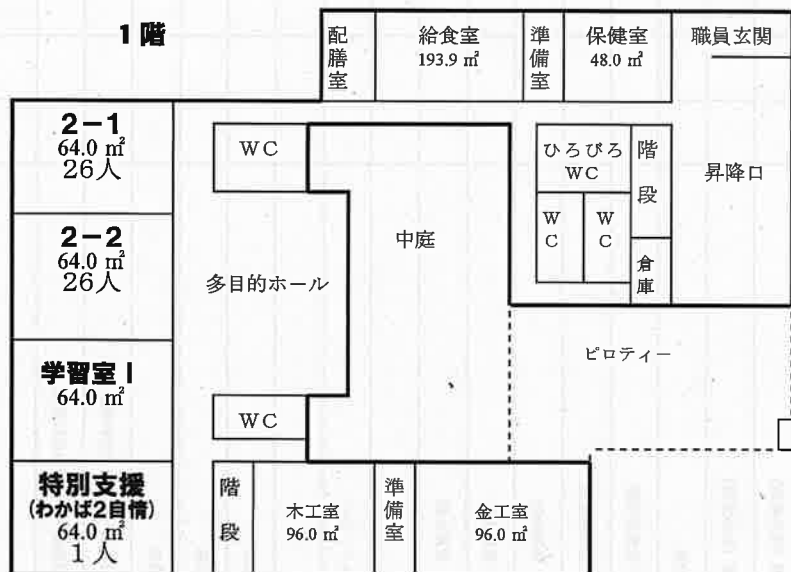 1階
配膳室
給食室
193.9 ㎡
準備室
保健室
48.0 ㎡
職員玄関
2−1
64.0 ㎡
26人
WC
ひろびろ
WC
階段
昇降口
WC
WC
倉庫
2−2
64.0 ㎡
26人
多目的ホール
中庭
ピロティー
学習室Ⅰ
64.0 ㎡
WC
特別支援
(わかば2自情)
64.0 ㎡
1人
階段
木工室
96.0 ㎡
準備室
金工室
96.0 ㎡